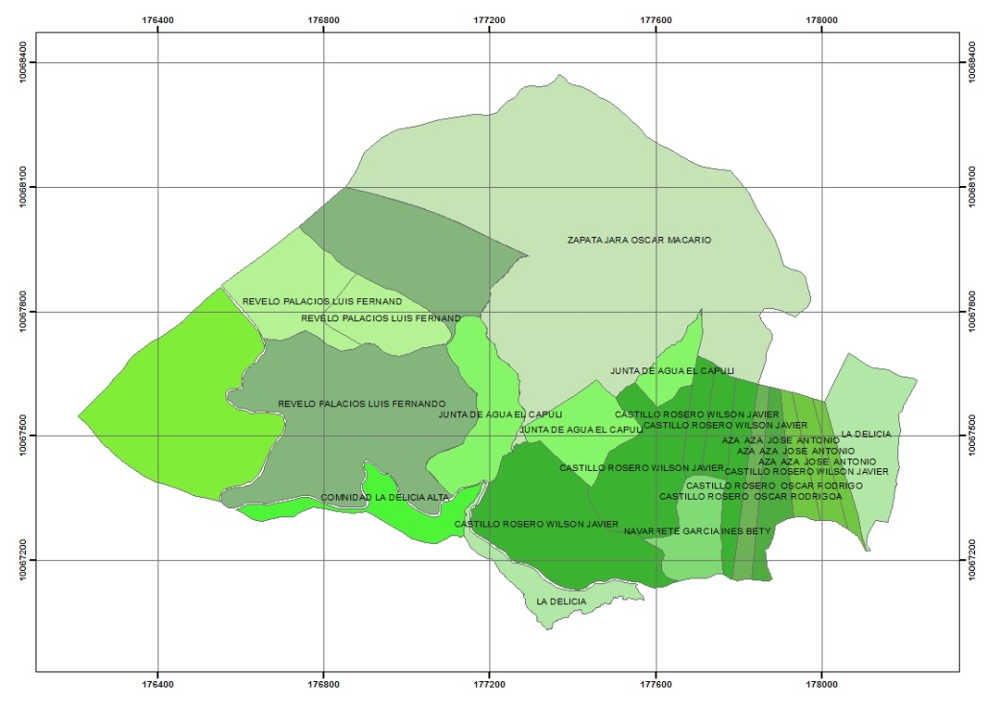 176400 176800 177200 177600 178000
10068400 10068400
10068100 10068100
ZAPATA JARA OSCAR MACARIO
REVELO PALACIOS LUIS FERNAND
10067800 10067800
REVELO PALACIOS LUIS FERNAND
JUNTA DE AGUA EL CAPULI
REVELO PALACIOS LUIS FERNANDO
JUNTA DE AGUA EL CAPULI
CASTILLO ROSERO WILSON JAVIER
CASTILLO ROSERO WILSON JAVIER
JUNTA DE AGUA EL CAPULI
LA DELICIA
10067500 10067500
AZA AZA JOSE ANTONIO
AZA AZA JOSE ANTONIO
AZA AZA JOSE ANTONIO
CASTILLO ROSERO WILSON JAVIER
CASTILLO ROSERO WILSON JAVIER
CASTILLO ROSERO OSCAR RODRIGO
CASTILLO ROSERO OSCAR RODRIGOA
COMNIDAD LA DELICIA ALTA
CASTILLO ROSERO WILSON JAVIER
NAVARRETE GARCIA INES BETY
10067200 10067200
LA DELICIA
176400 176800 177200 177600 178000